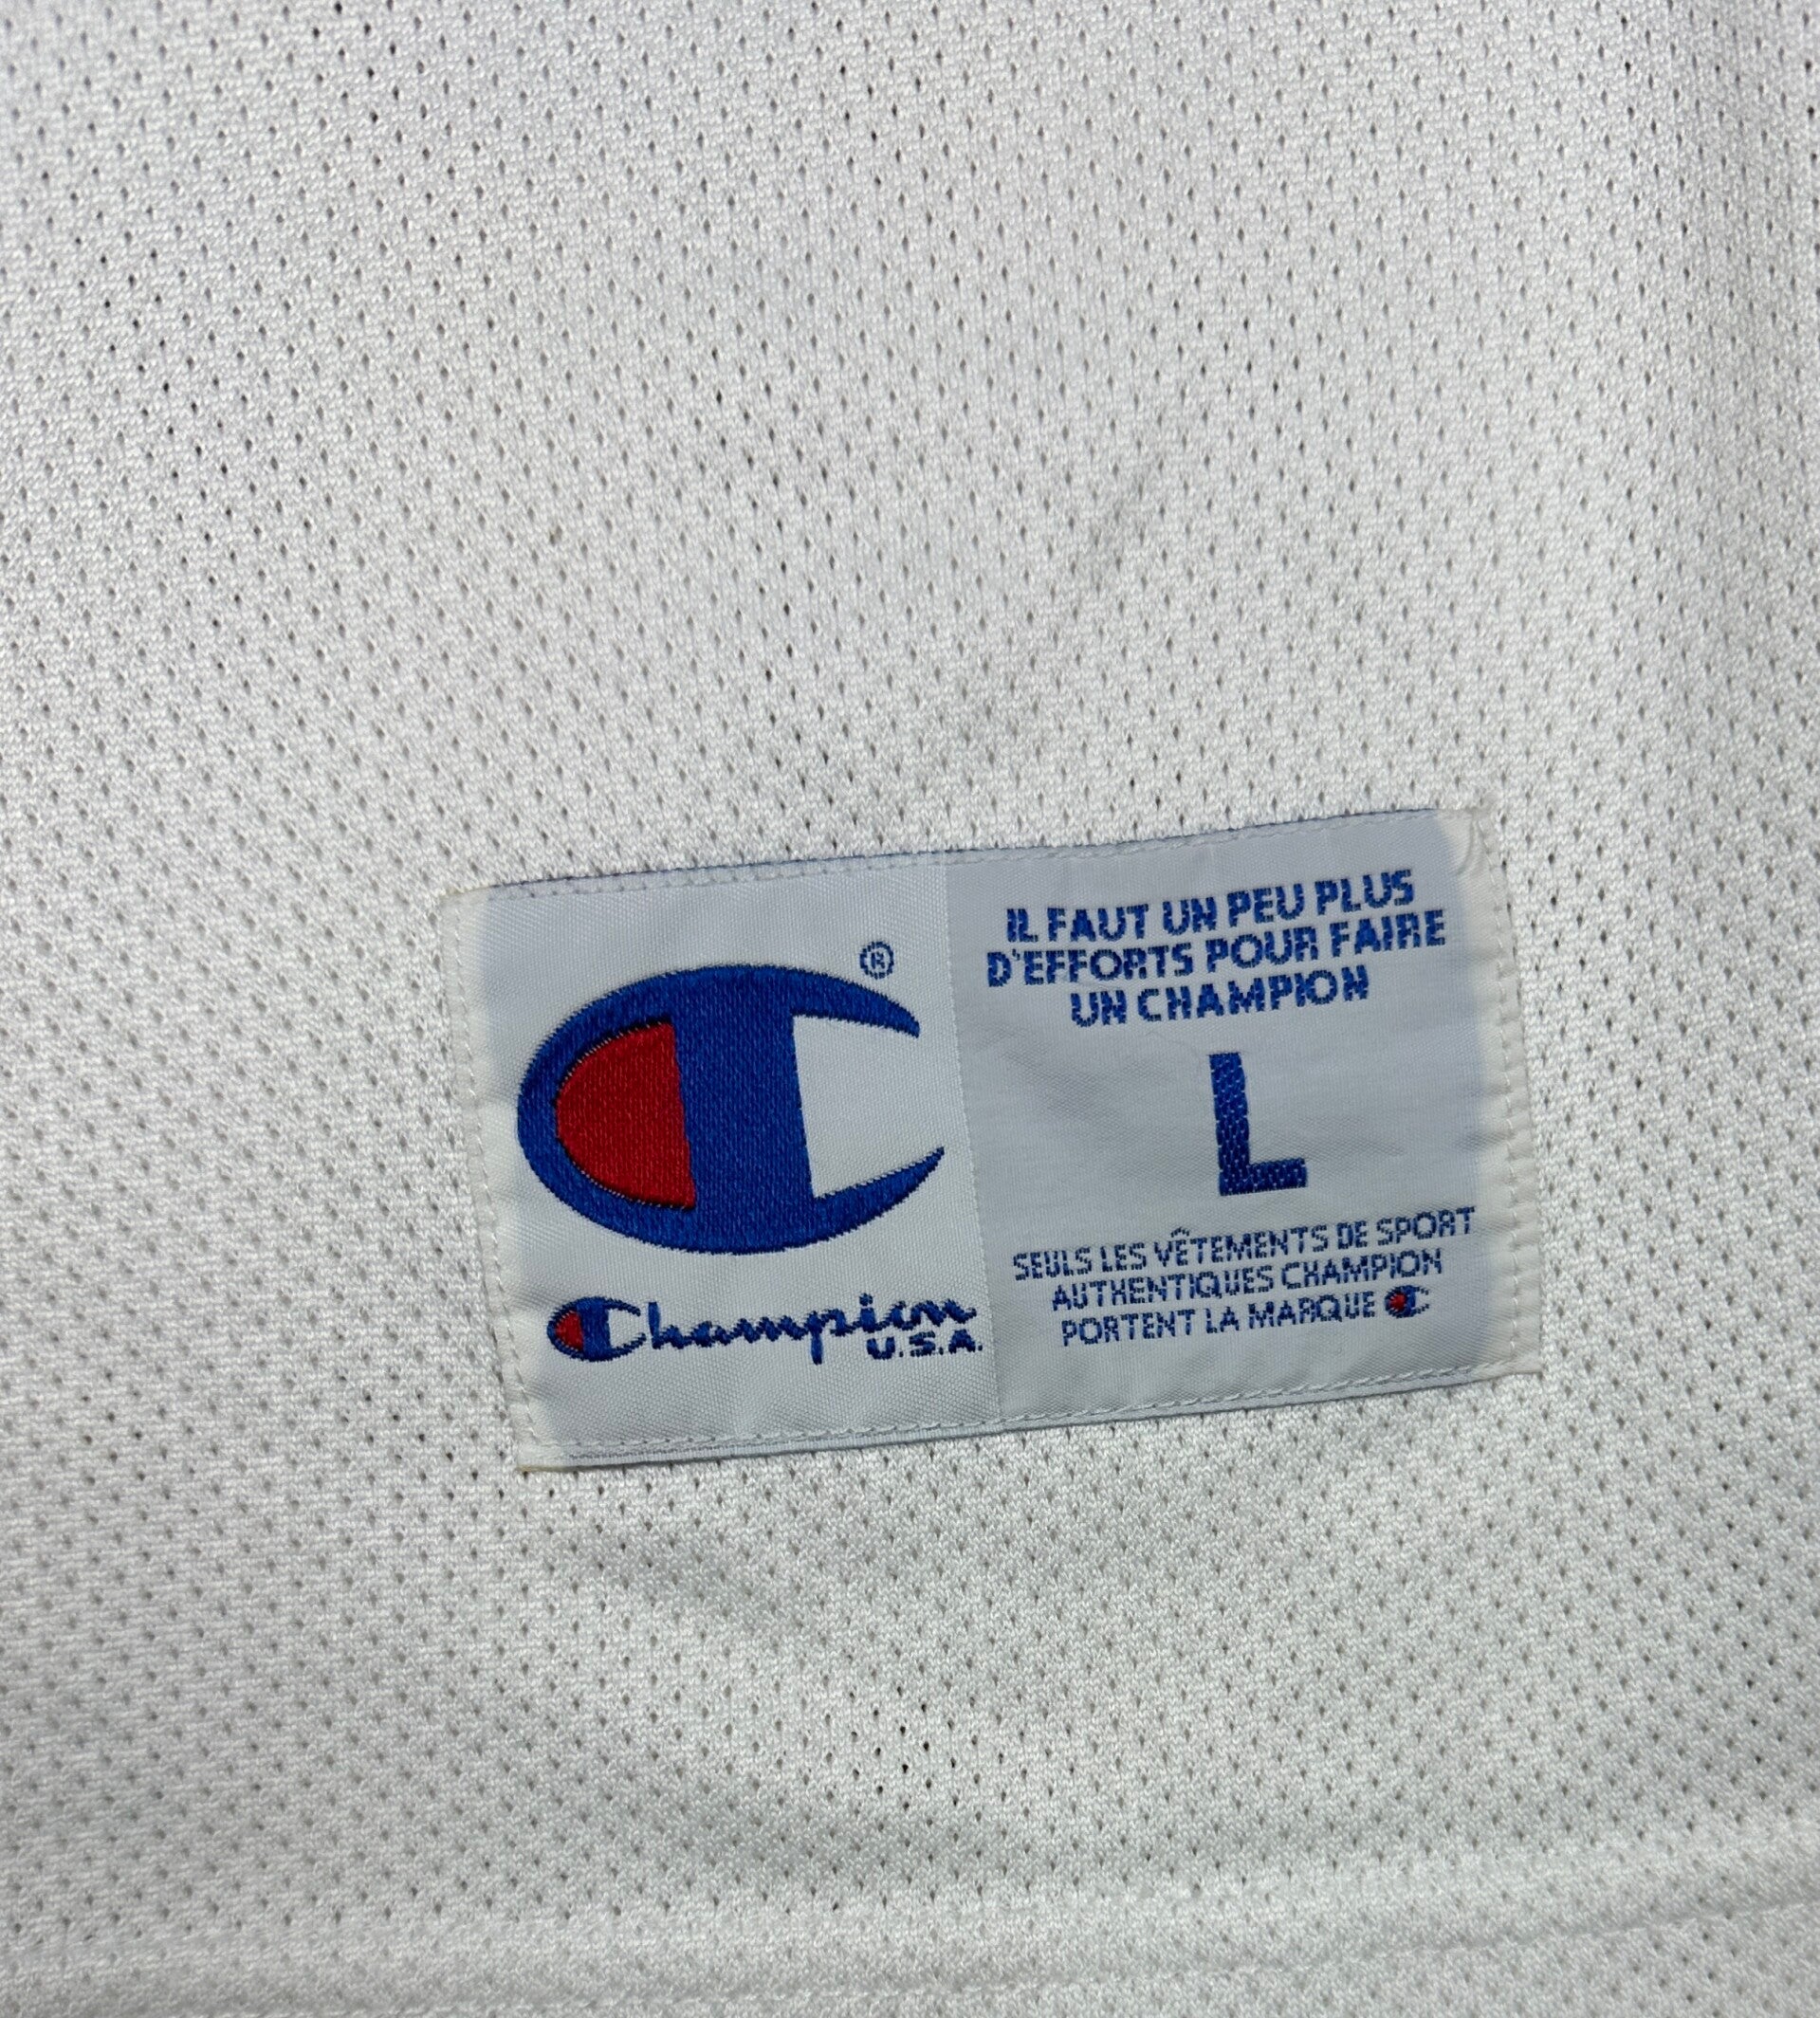 ®
Champion
U.S.A.
IL FAUT UN PEU PLUS
D'EFFORTS POUR FAIRE
UN CHAMPION
L
SEULS LES VÊTEMENTS DE SPORT
AUTHENTIQUES CHAMPION
PORTENT LA MARQUE